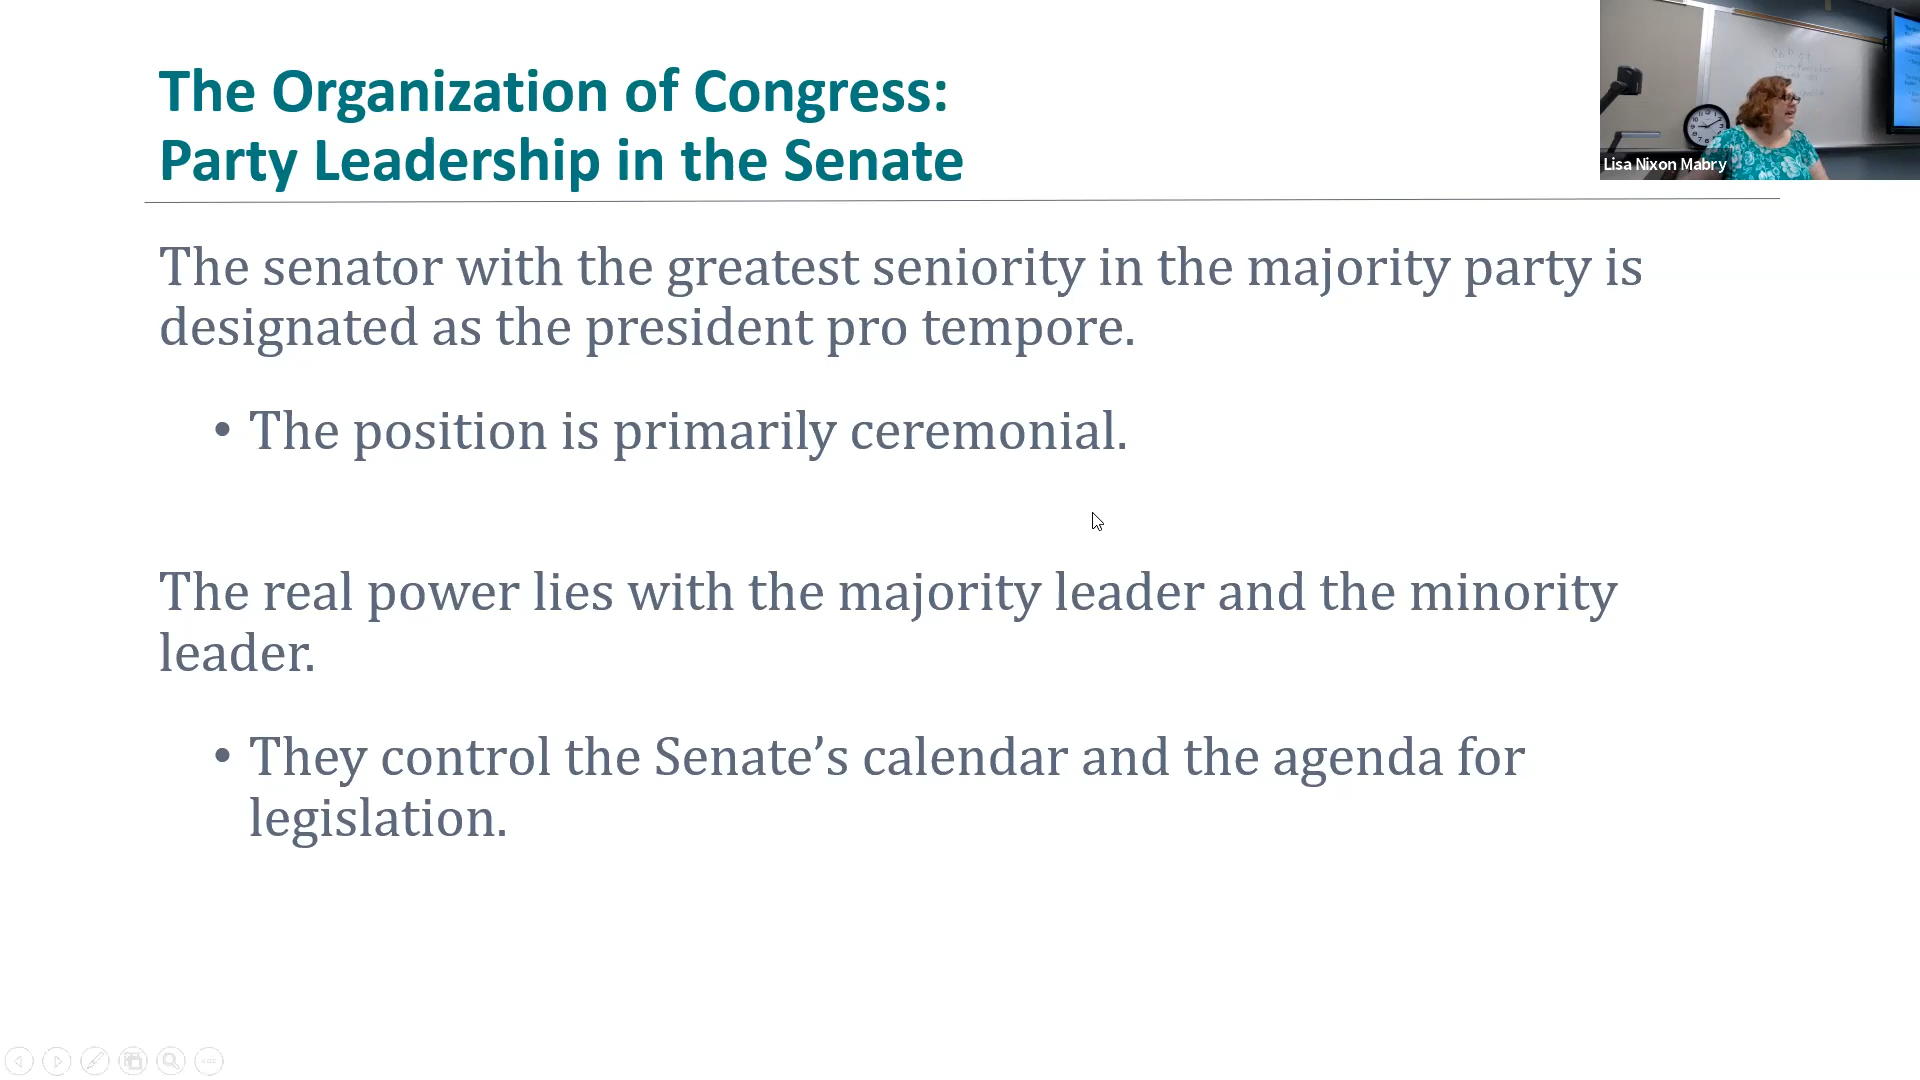 The Organization of Congress:
Party Leadership in the Senate
Lisa Nixon Mabry
The senator with the greatest seniority in the majority party is
designated as the president pro tempore.
• The position is primarily ceremonial.
The real power lies with the majority leader and the minority
leader.
• They control the Senate’s calendar and the agenda for
legislation.